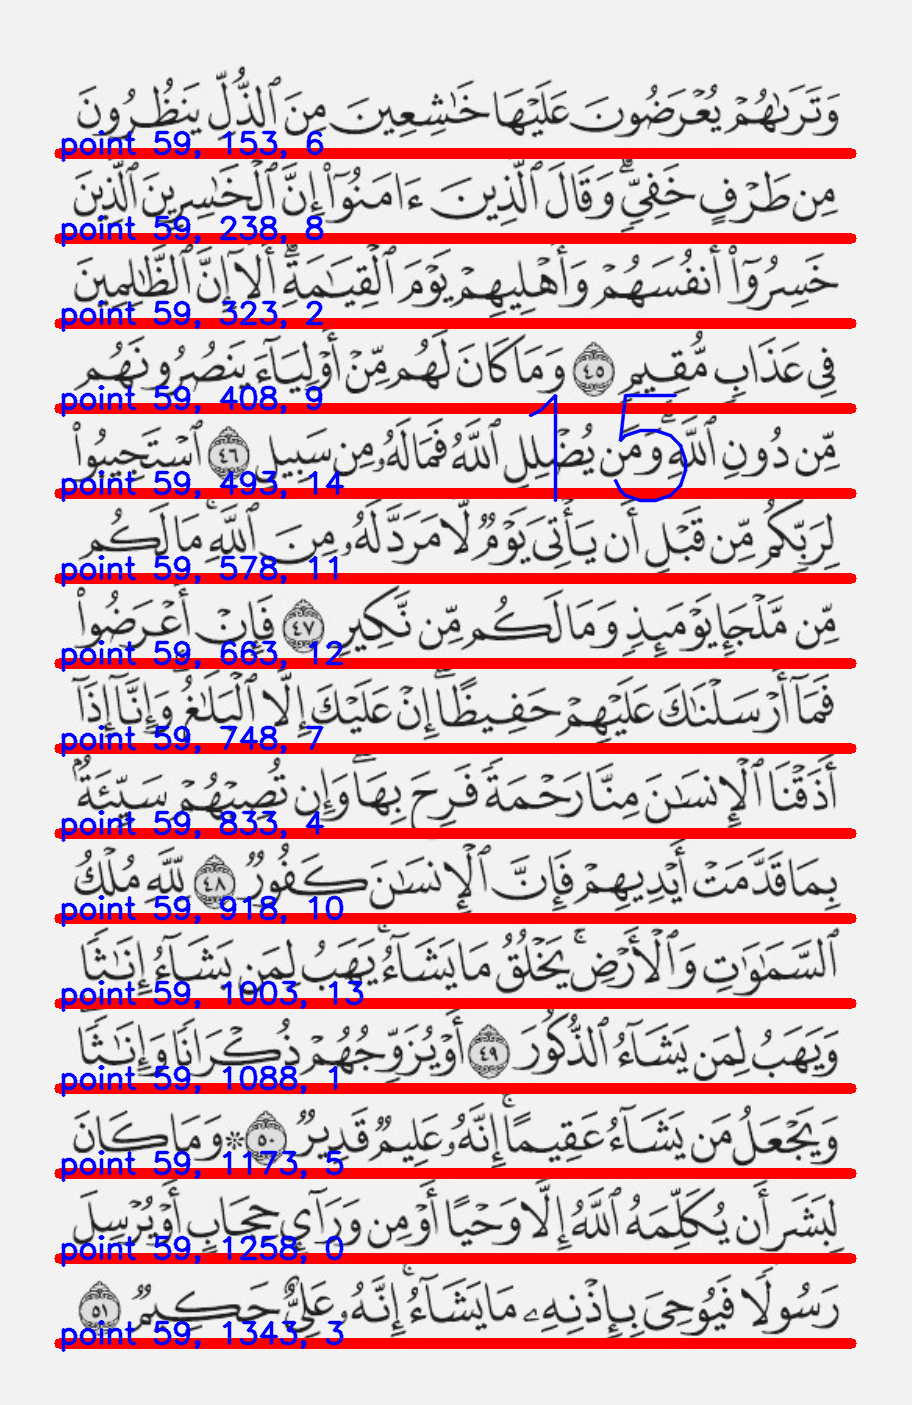 وَتَرَىٰهُمْ يُعْرَضُونَ عَلَيْهَا خَٰشِعِينَ مِنَ ٱلذُّلِّ يَنظُرُونَ
point 59, 153, 6
مِن طَرْفٍ خَفِيٍّ ۗ وَقَالَ ٱلَّذِينَ ءَامَنُوٓا۟ إِنَّ ٱلْخَٰسِرِينَ ٱلَّذِينَ
point 59, 238, 8
خَسِرُوٓا۟ أَنفُسَهُمْ وَأَهْلِيهِمْ يَوْمَ ٱلْقِيَٰمَةِ ۗ أَلَآ إِنَّ ٱلظَّٰلِمِينَ
point 59, 323, 2
فِى عَذَابٍ مُّقِيمٍ ٤٥ وَمَا كَانَ لَهُم مِّنْ أَوْلِيَآءَ يَنصُرُونَهُم
point 59, 408, 9
15
مِّن دُونِ ٱللَّهِ ۗ وَمَن يُضْلِلِ ٱللَّهُ فَمَا لَهُۥ مِن سَبِيلٍ ٤٦ ٱسْتَجِيبُوا۟
point 59, 493, 14
لِرَبِّكُم مِّن قَبْلِ أَن يَأْتِىَ يَوْمٌ لَّا مَرَدَّ لَهُۥ مِنَ ٱللَّهِ ۚ مَا لَكُم
point 59, 578, 11
مِّن مَّلْجَإٍ يَوْمَئِذٍ وَمَا لَكُم مِّن نَّكِيرٍ ٤٧ فَإِنْ أَعْرَضُوا۟
point 59, 663, 12
فَمَآ أَرْسَلْنَٰكَ عَلَيْهِمْ حَفِيظًا ۖ إِنْ عَلَيْكَ إِلَّا ٱلْبَلَٰغُ ۗ وَإِنَّآ إِذَآ
point 59, 748, 7
أَذَقْنَا ٱلْإِنسَٰنَ مِنَّا رَحْمَةً فَرِحَ بِهَا ۖ وَإِن تُصِبْهُمْ سَيِّئَةٌۢ
point 59, 833, 4
بِمَا قَدَّمَتْ أَيْدِيهِمْ فَإِنَّ ٱلْإِنسَٰنَ كَفُورٌ ٤٨ لِّلَّهِ مُلْكُ
point 59, 918, 10
ٱلسَّمَٰوَٰتِ وَٱلْأَرْضِ ۚ يَخْلُقُ مَا يَشَآءُ ۚ يَهَبُ لِمَن يَشَآءُ إِنَٰثًا
point 59, 1003, 13
وَيَهَبُ لِمَن يَشَآءُ ٱلذُّكُورَ ٤٩ أَوْ يُزَوِّجُهُمْ ذُكْرَانًا وَإِنَٰثًا
point 59, 1088, 1
وَيَجْعَلُ مَن يَشَآءُ عَقِيمًا ۚ إِنَّهُۥ عَلِيمٌ قَدِيرٌ ٥٠ * وَمَا كَانَ
point 59, 1173, 5
لِبَشَرٍ أَن يُكَلِّمَهُ ٱللَّهُ إِلَّا وَحْيًا أَوْ مِن وَرَآئِ حِجَابٍ أَوْ يُرْسِلَ
point 59, 1258, 0
رَسُولًا فَيُوحِىَ بِإِذْنِهِۦ مَا يَشَآءُ ۚ إِنَّهُۥ عَلِىٌّ حَكِيمٌ ٥١
point 59, 1343, 3